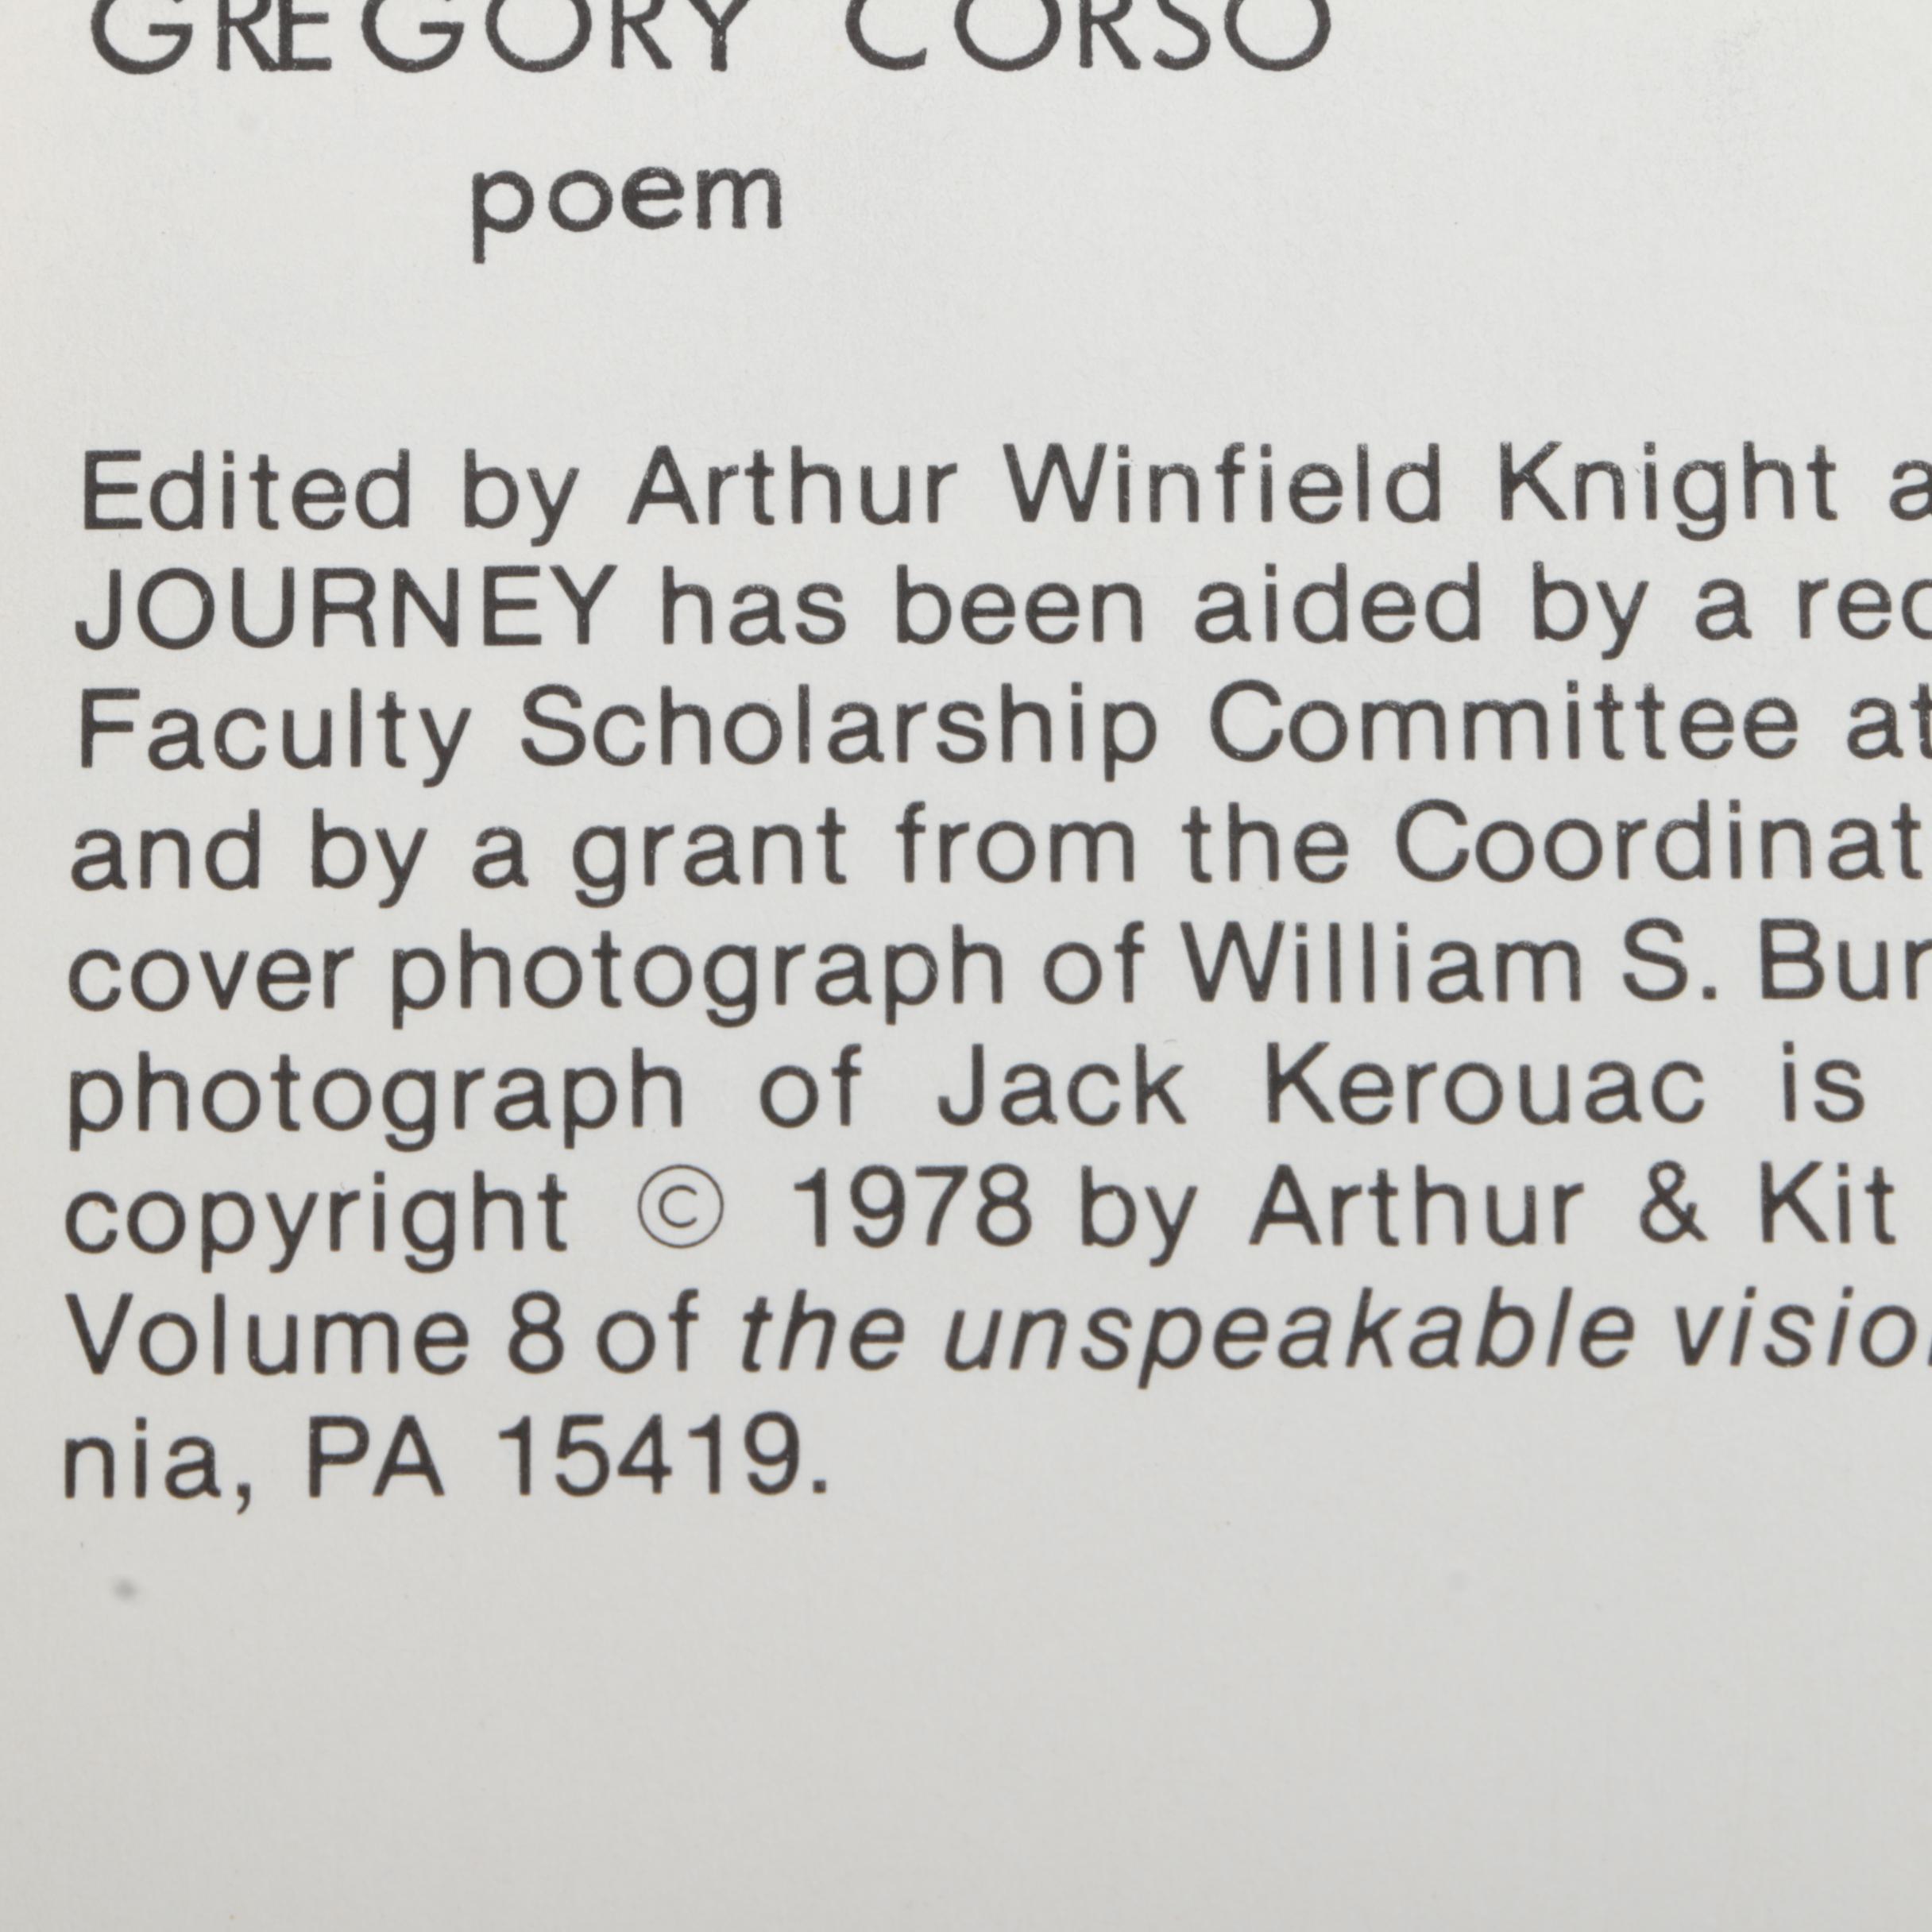 GREGORY CORSO
poem
Edited by Arthur Winfield Knight a
JOURNEY has been aided by a rec
Faculty Scholarship Committee at
and by a grant from the Coordinat
cover photograph of William S. Bur
photograph of Jack Kerouac is
copyright © 1978 by Arthur & Kit
Volume 8 of the unspeakable visio
nia, PA 15419.